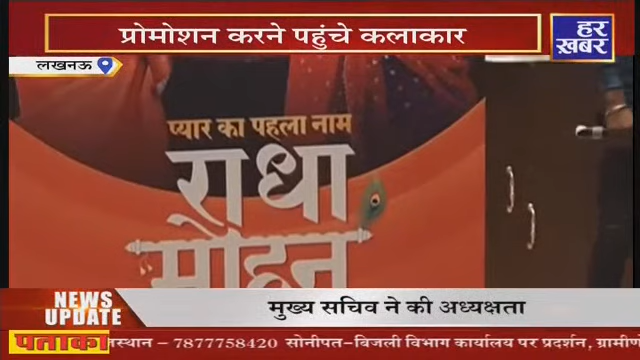 प्रोमोशन करने पहुंचे कलाकार
हर
ख़बर
लखनऊ
प्यार का पहला नाम
राधा
मोहन
NEWS
UPDATE
मुख्य सचिव ने की अध्यक्षता
पताका
स्थान – 7877758420 सोनीपत–बिजली विभाग कार्यालय पर प्रदर्शन,